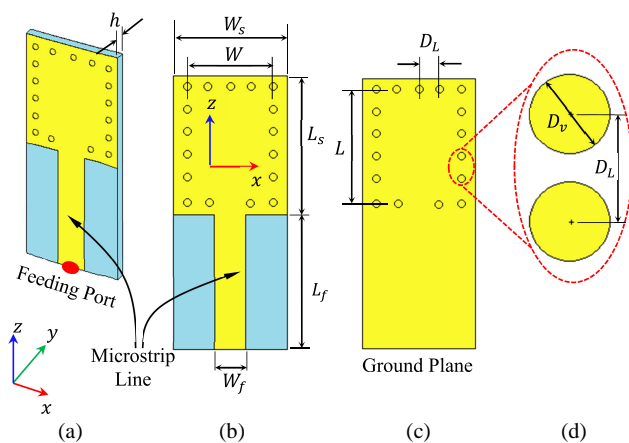 h
Feeding Port
z
y
x
Microstrip
Line
(a)
W_s
W
z
x
L_s
L_f
W_f
(b)
D_L
L
Ground Plane
(c)
D_v
D_L
(d)